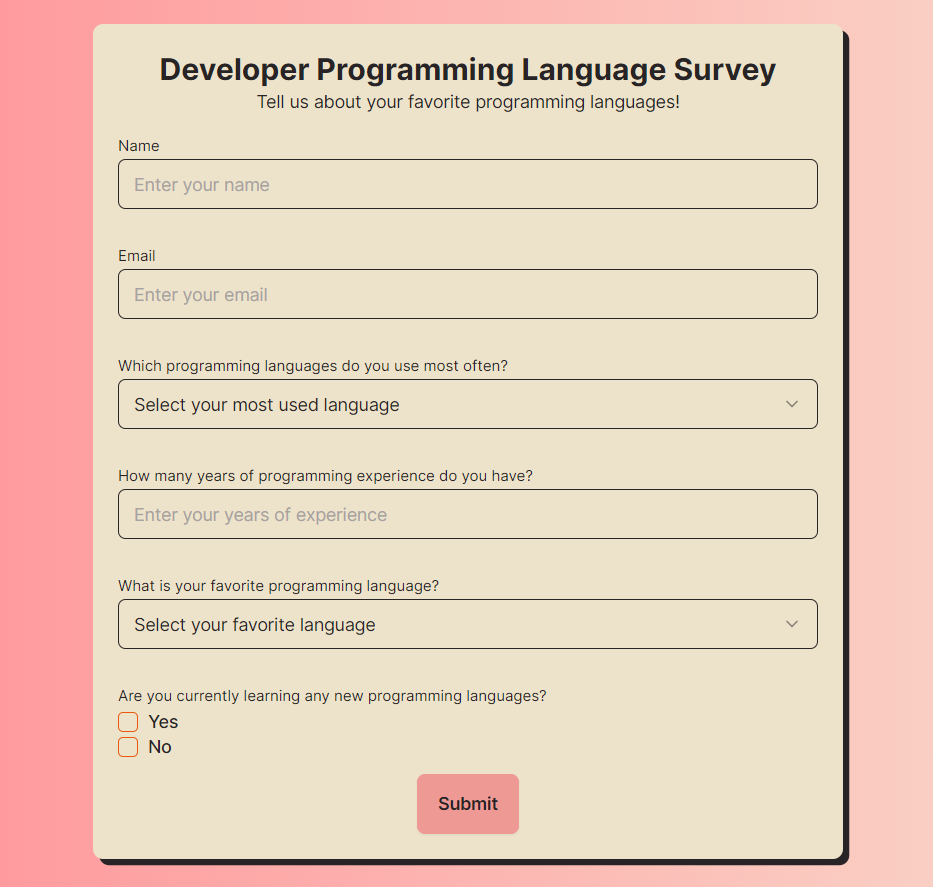 Developer Programming Language Survey
Tell us about your favorite programming languages!
Name
Enter your name
Email
Enter your email
Which programming languages do you use most often?
Select your most used language
How many years of programming experience do you have?
Enter your years of experience
What is your favorite programming language?
Select your favorite language
Are you currently learning any new programming languages?
Yes
No
Submit